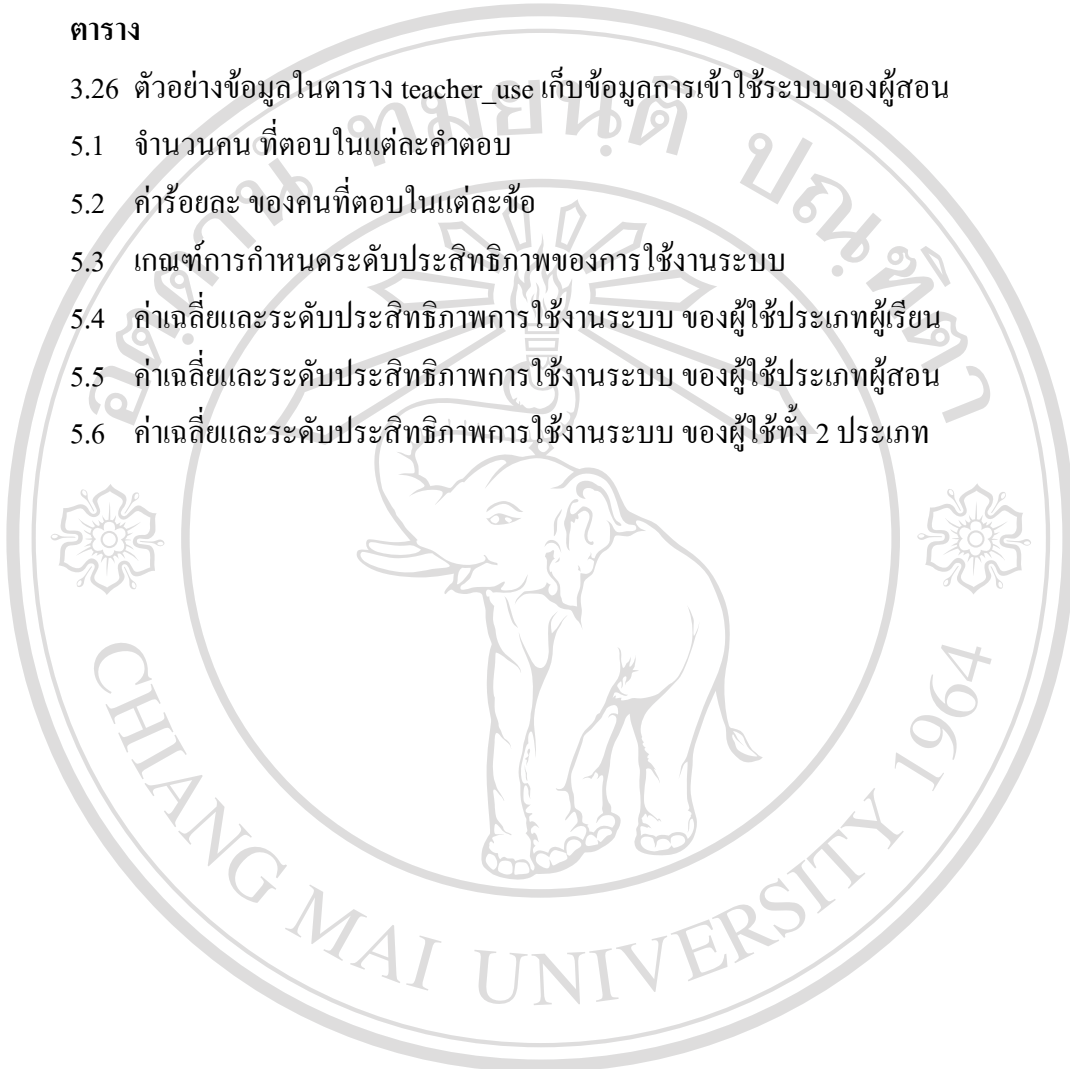 ตาราง
3.26 ตัวอย่างข้อมูลในตาราง teacher_use เก็บข้อมูลการเข้าใช้ระบบของผู้สอน
5.1 จำนวนคน ที่ตอบในแต่ละคำตอบ
5.2 ค่าร้อยละ ของคนที่ตอบในแต่ละข้อ
5.3 เกณฑ์การกำหนดระดับประสิทธิภาพของการใช้งานระบบ
5.4 ค่าเฉลี่ยและระดับประสิทธิภาพการใช้งานระบบ ของผู้ใช้ประเภทผู้เรียน
5.5 ค่าเฉลี่ยและระดับประสิทธิภาพการใช้งานระบบ ของผู้ใช้ประเภทผู้สอน
5.6 ค่าเฉลี่ยและระดับประสิทธิภาพการใช้งานระบบ ของผู้ใช้ทั้ง 2 ประเภท
อตฺตานํ ทมยนฺติ ปณฺฑิตา
CHIANG MAI UNIVERSITY 1964